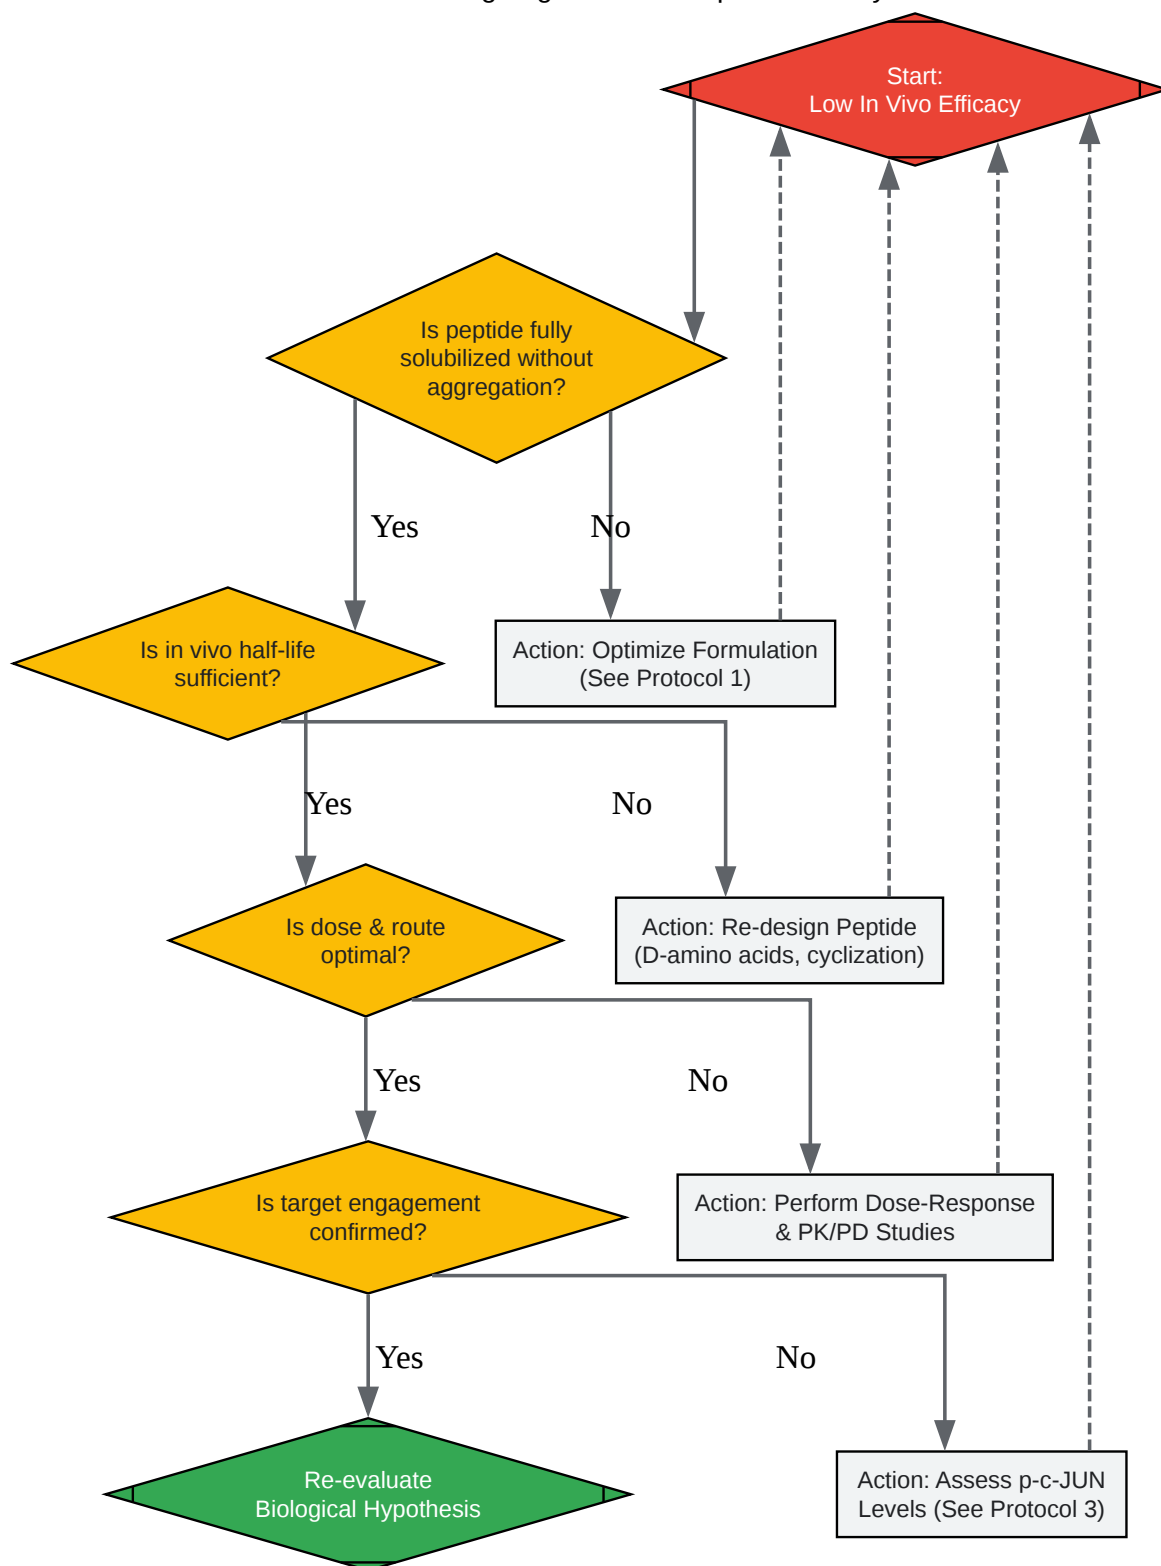 Start:
Low In Vivo Efficacy
Is peptide fully
solubilized without
aggregation?
Yes
No
Is in vivo half-life
sufficient?
Action: Optimize Formulation
(See Protocol 1)
Yes
No
Is dose & route
optimal?
Action: Re-design Peptide
(D-amino acids, cyclization)
Yes
No
Is target engagement
confirmed?
Action: Perform Dose-Response
& PK/PD Studies
Yes
No
Re-evaluate
Biological Hypothesis
Action: Assess p-c-JUN
Levels (See Protocol 3)